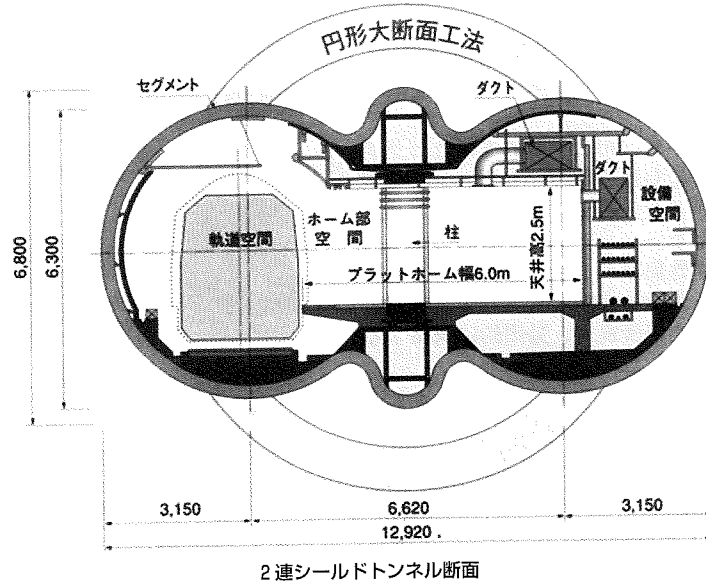 円形大断面工法
セグメント
ダクト
ダクト
設備
空間
6,800
6,300
軌道空間
ホーム部
空間
柱
天井高2.5m
プラットホーム幅6.0m
3,150
6,620
3,150
12,920 .
2連シールドトンネル断面